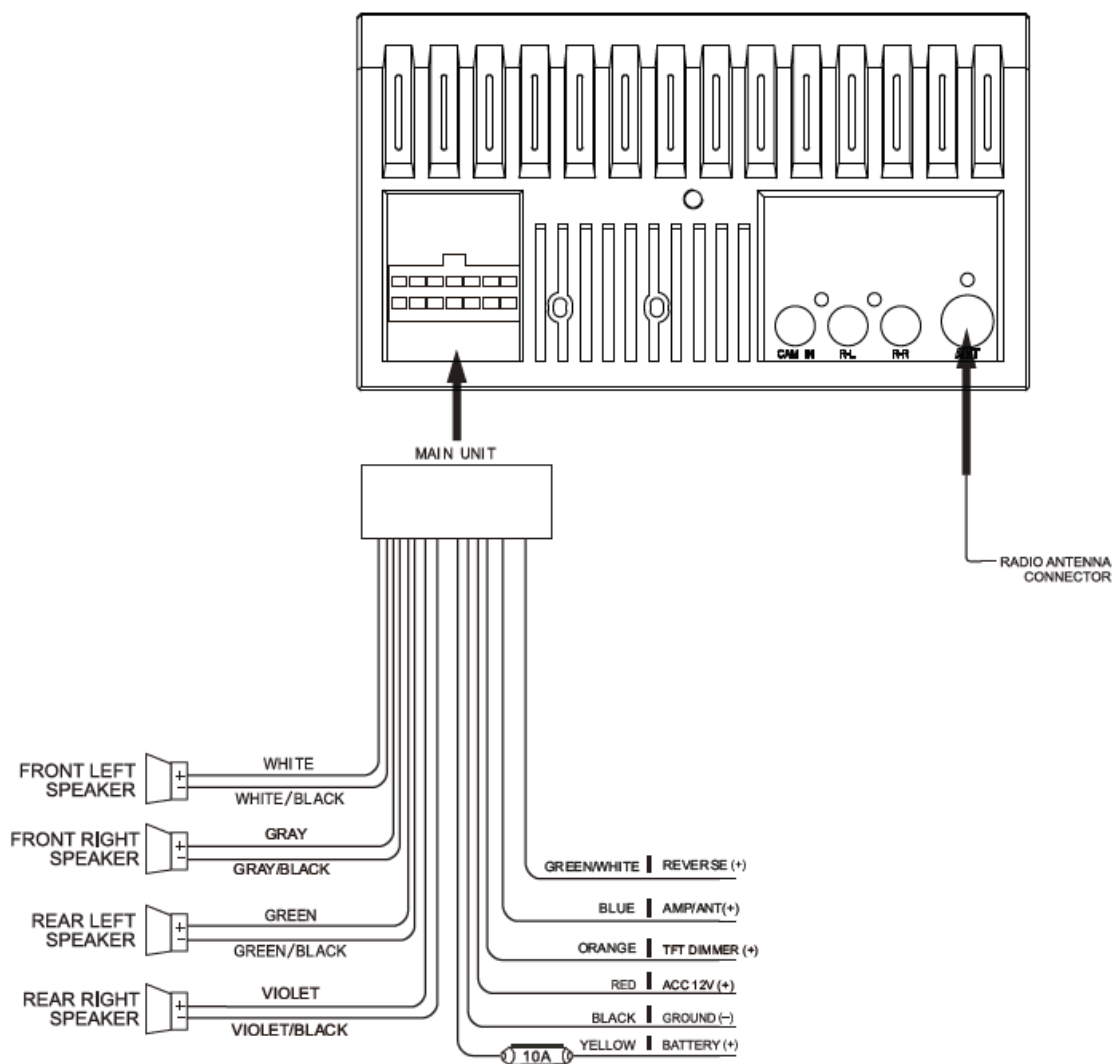 CAM IN
R-L
R-R
ANT
MAIN UNIT
RADIO ANTENNA
CONNECTOR
FRONT LEFT
SPEAKER
+
-
WHITE
WHITE/BLACK
FRONT RIGHT
SPEAKER
+
-
GRAY
GRAY/BLACK
REAR LEFT
SPEAKER
+
-
GREEN
GREEN/BLACK
REAR RIGHT
SPEAKER
+
-
VIOLET
VIOLET/BLACK
GREEN/WHITE REVERSE (+)
BLUE AMP/ANT(+)
ORANGE TFT DIMMER (+)
RED ACC 12V (+)
BLACK GROUND (-)
10A YELLOW BATTERY (+)